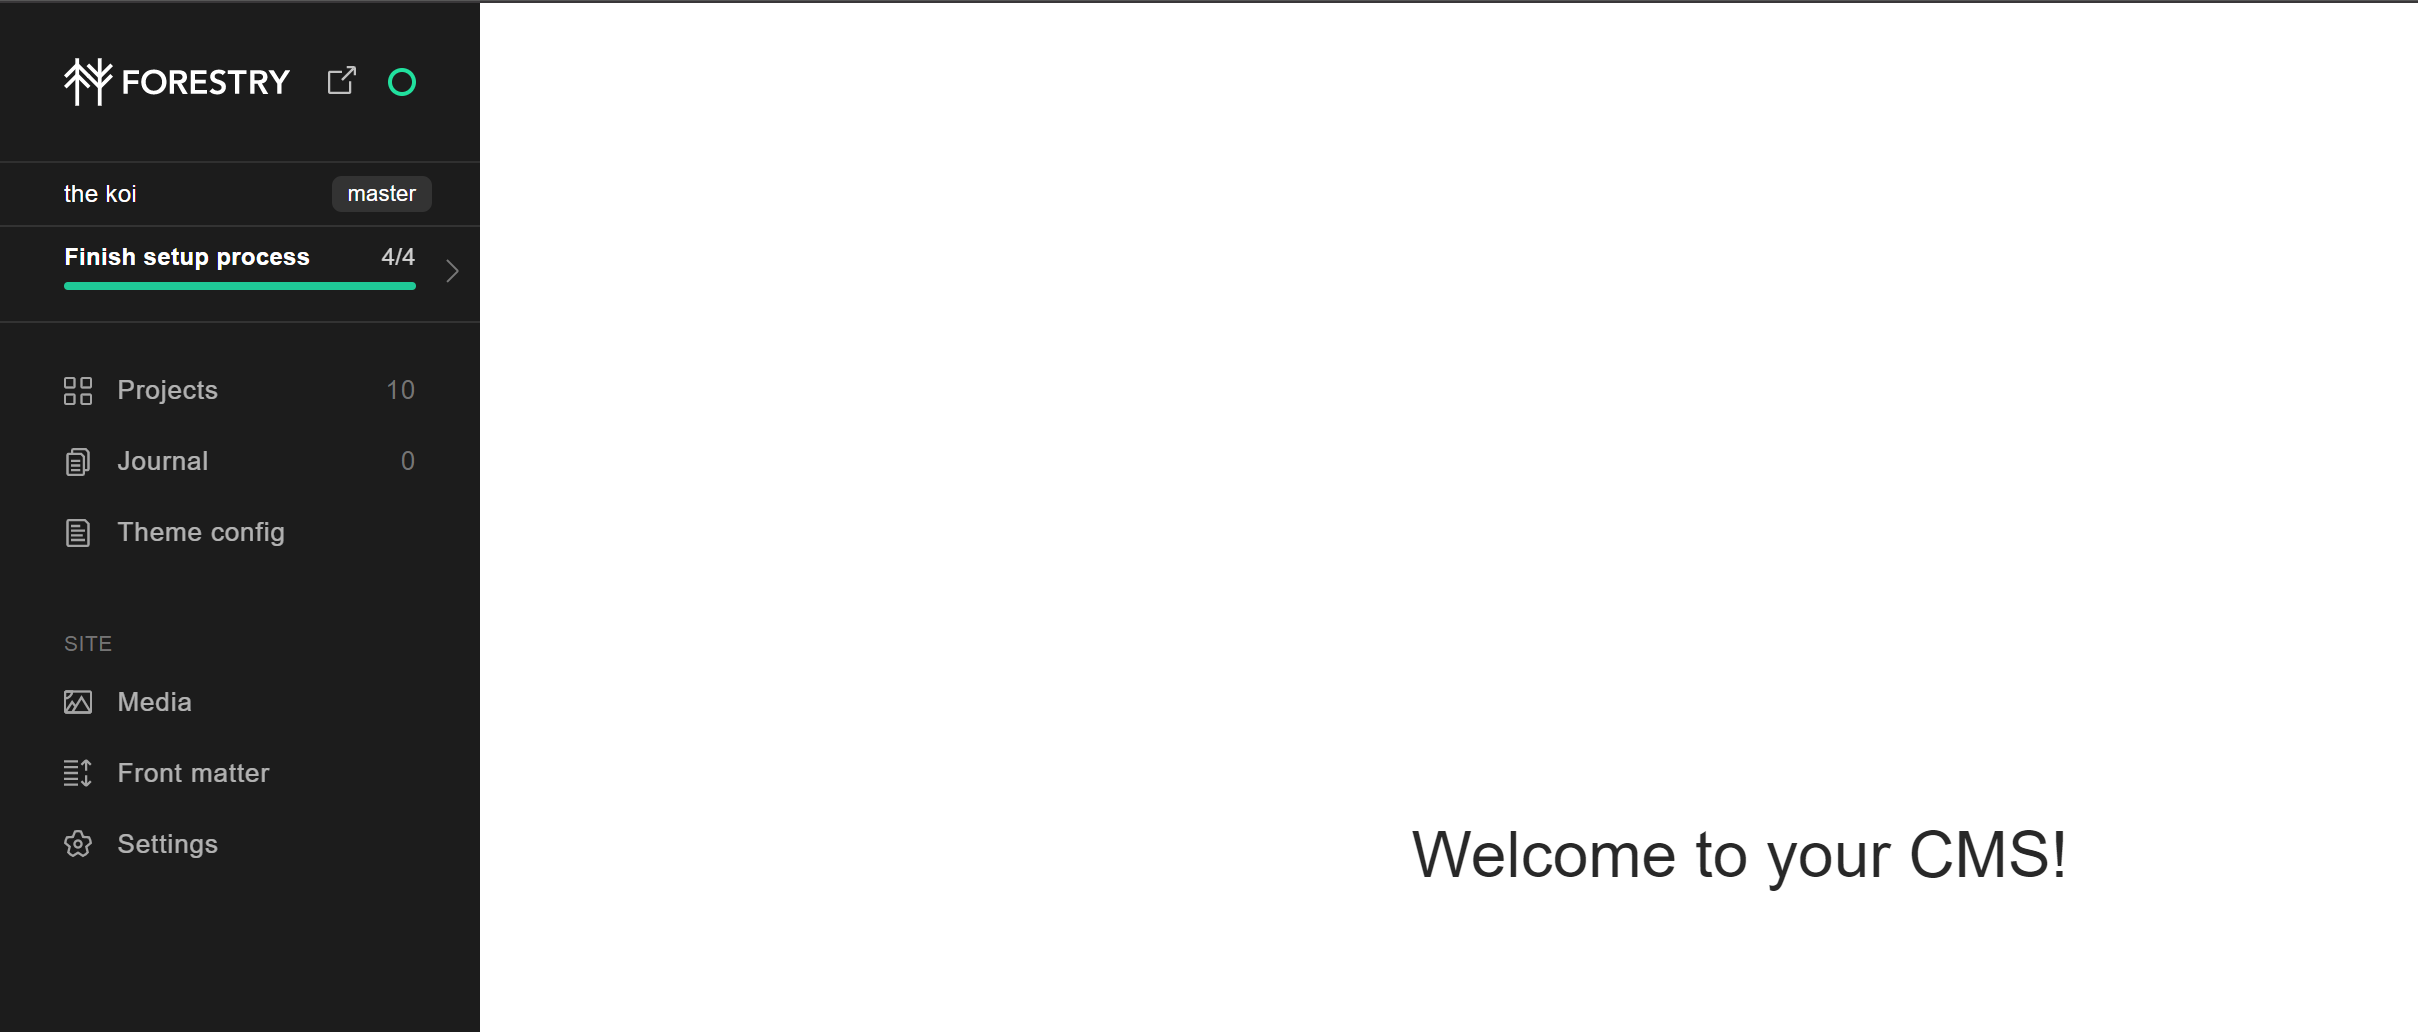 FORESTRY
the koi master
Finish setup process 4/4
Projects 10
Journal 0
Theme config
SITE
Media
Front matter
Settings
Welcome to your CMS!